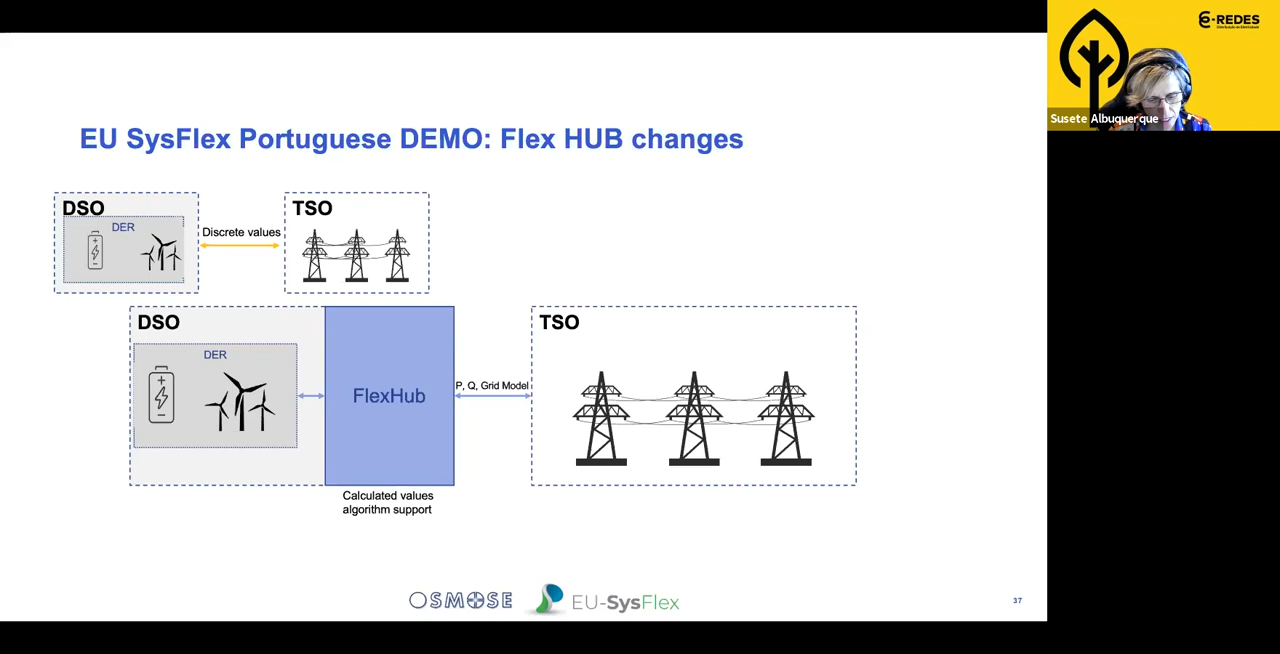 E-REDES
Susete Albuquerque
EU SysFlex Portuguese DEMO: Flex HUB changes
DSO
DER
Discrete values
TSO
DSO
DER
FlexHub
P, Q, Grid Model
TSO
Calculated values
algorithm support
OSMOSE
EU-SysFlex
37